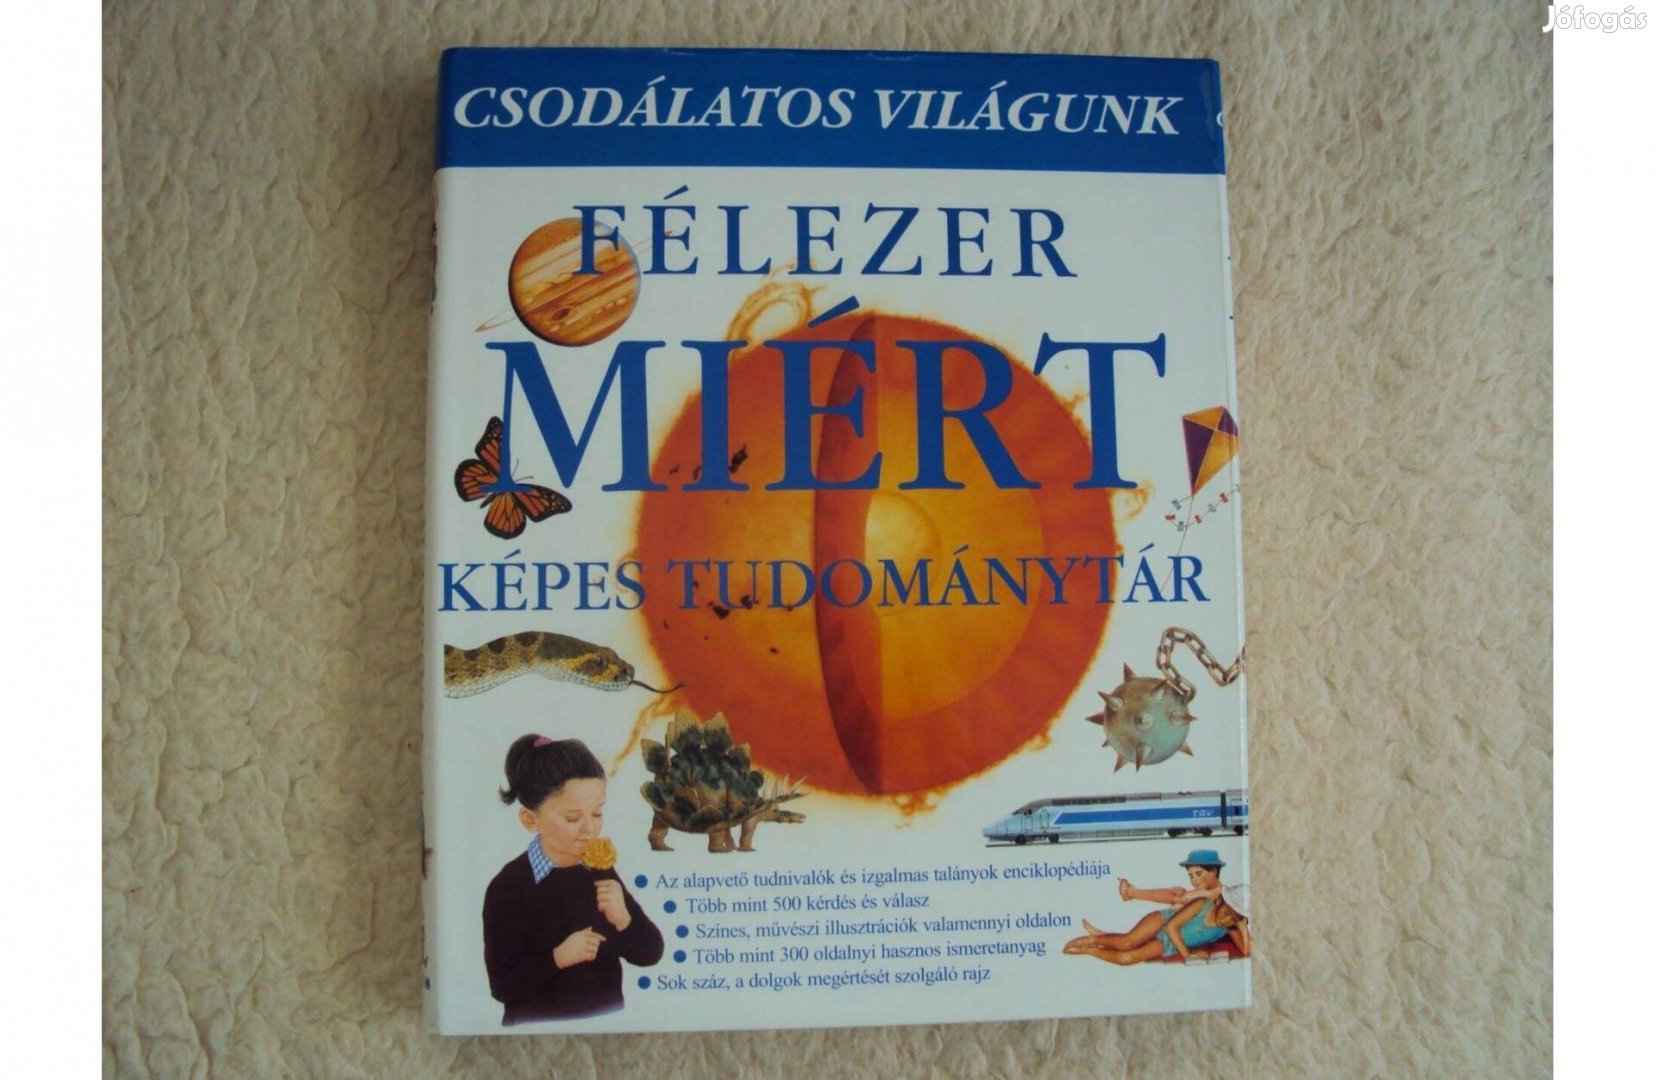 Jófogás
CSODÁLATOS VILÁGUNK
FÉLEZER
MIÉRT
KÉPES TUDOMÁNYTÁR
TGV
● Az alapvető tudnivalók és izgalmas talányok enciklopédiája
● Több mint 500 kérdés és válasz
● Színes, művészi illusztrációk valamennyi oldalon
● Több mint 300 oldalnyi hasznos ismeretanyag
● Sok száz, a dolgok megértését szolgáló rajz